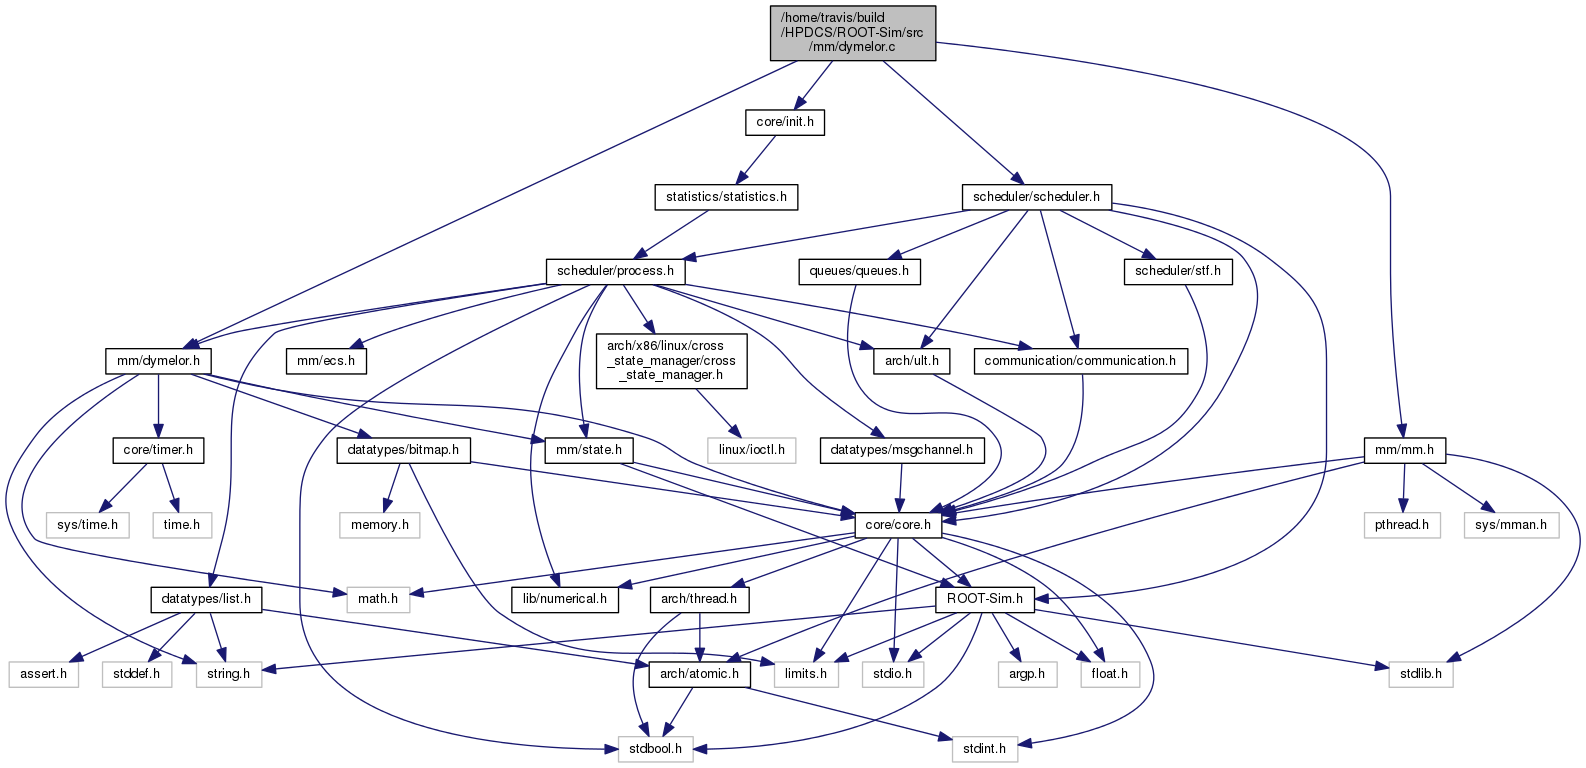 /home/travis/build
/HPDCS/ROOT-Sim/src
/mm/dymelor.c
core/init.h
statistics/statistics.h
scheduler/scheduler.h
scheduler/process.h
queues/queues.h
scheduler/stf.h
mm/dymelor.h
mm/ecs.h
arch/x86/linux/cross
_state_manager/cross
_state_manager.h
arch/ult.h
communication/communication.h
core/timer.h
datatypes/bitmap.h
mm/state.h
linux/ioctl.h
datatypes/msgchannel.h
mm/mm.h
sys/time.h
time.h
memory.h
core/core.h
pthread.h
sys/mman.h
datatypes/list.h
math.h
lib/numerical.h
arch/thread.h
ROOT-Sim.h
assert.h
stddef.h
string.h
arch/atomic.h
limits.h
stdio.h
argp.h
float.h
stdlib.h
stdbool.h
stdint.h